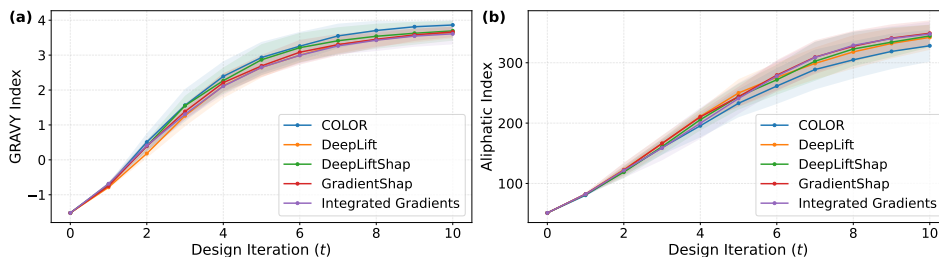 (a)
GRAVY Index
4
3
2
1
0
−1
0
2
4
6
8
10
Design Iteration (t)
COLOR
DeepLift
DeepLiftShap
GradientShap
Integrated Gradients
(b)
Aliphatic Index
300
200
100
0
2
4
6
8
10
Design Iteration (t)
COLOR
DeepLift
DeepLiftShap
GradientShap
Integrated Gradients